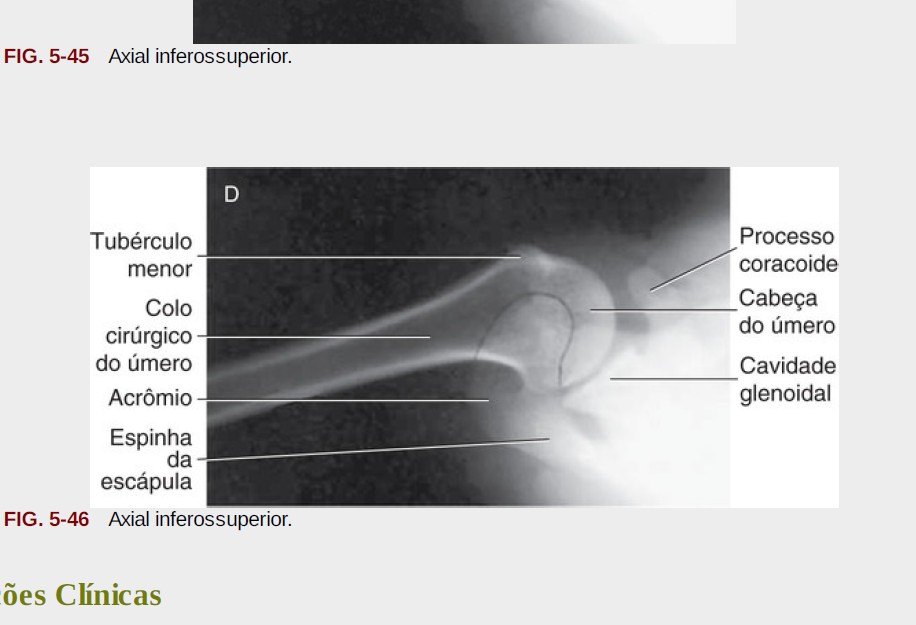 FIG. 5-45 Axial inferossuperior.
D
Tubérculo
menor
Colo
cirúrgico
do úmero
Acrômio
Espinha
da
escápula
Processo
coracoide
Cabeça
do úmero
Cavidade
glenoidal
FIG. 5-46 Axial inferossuperior.
ções Clínicas